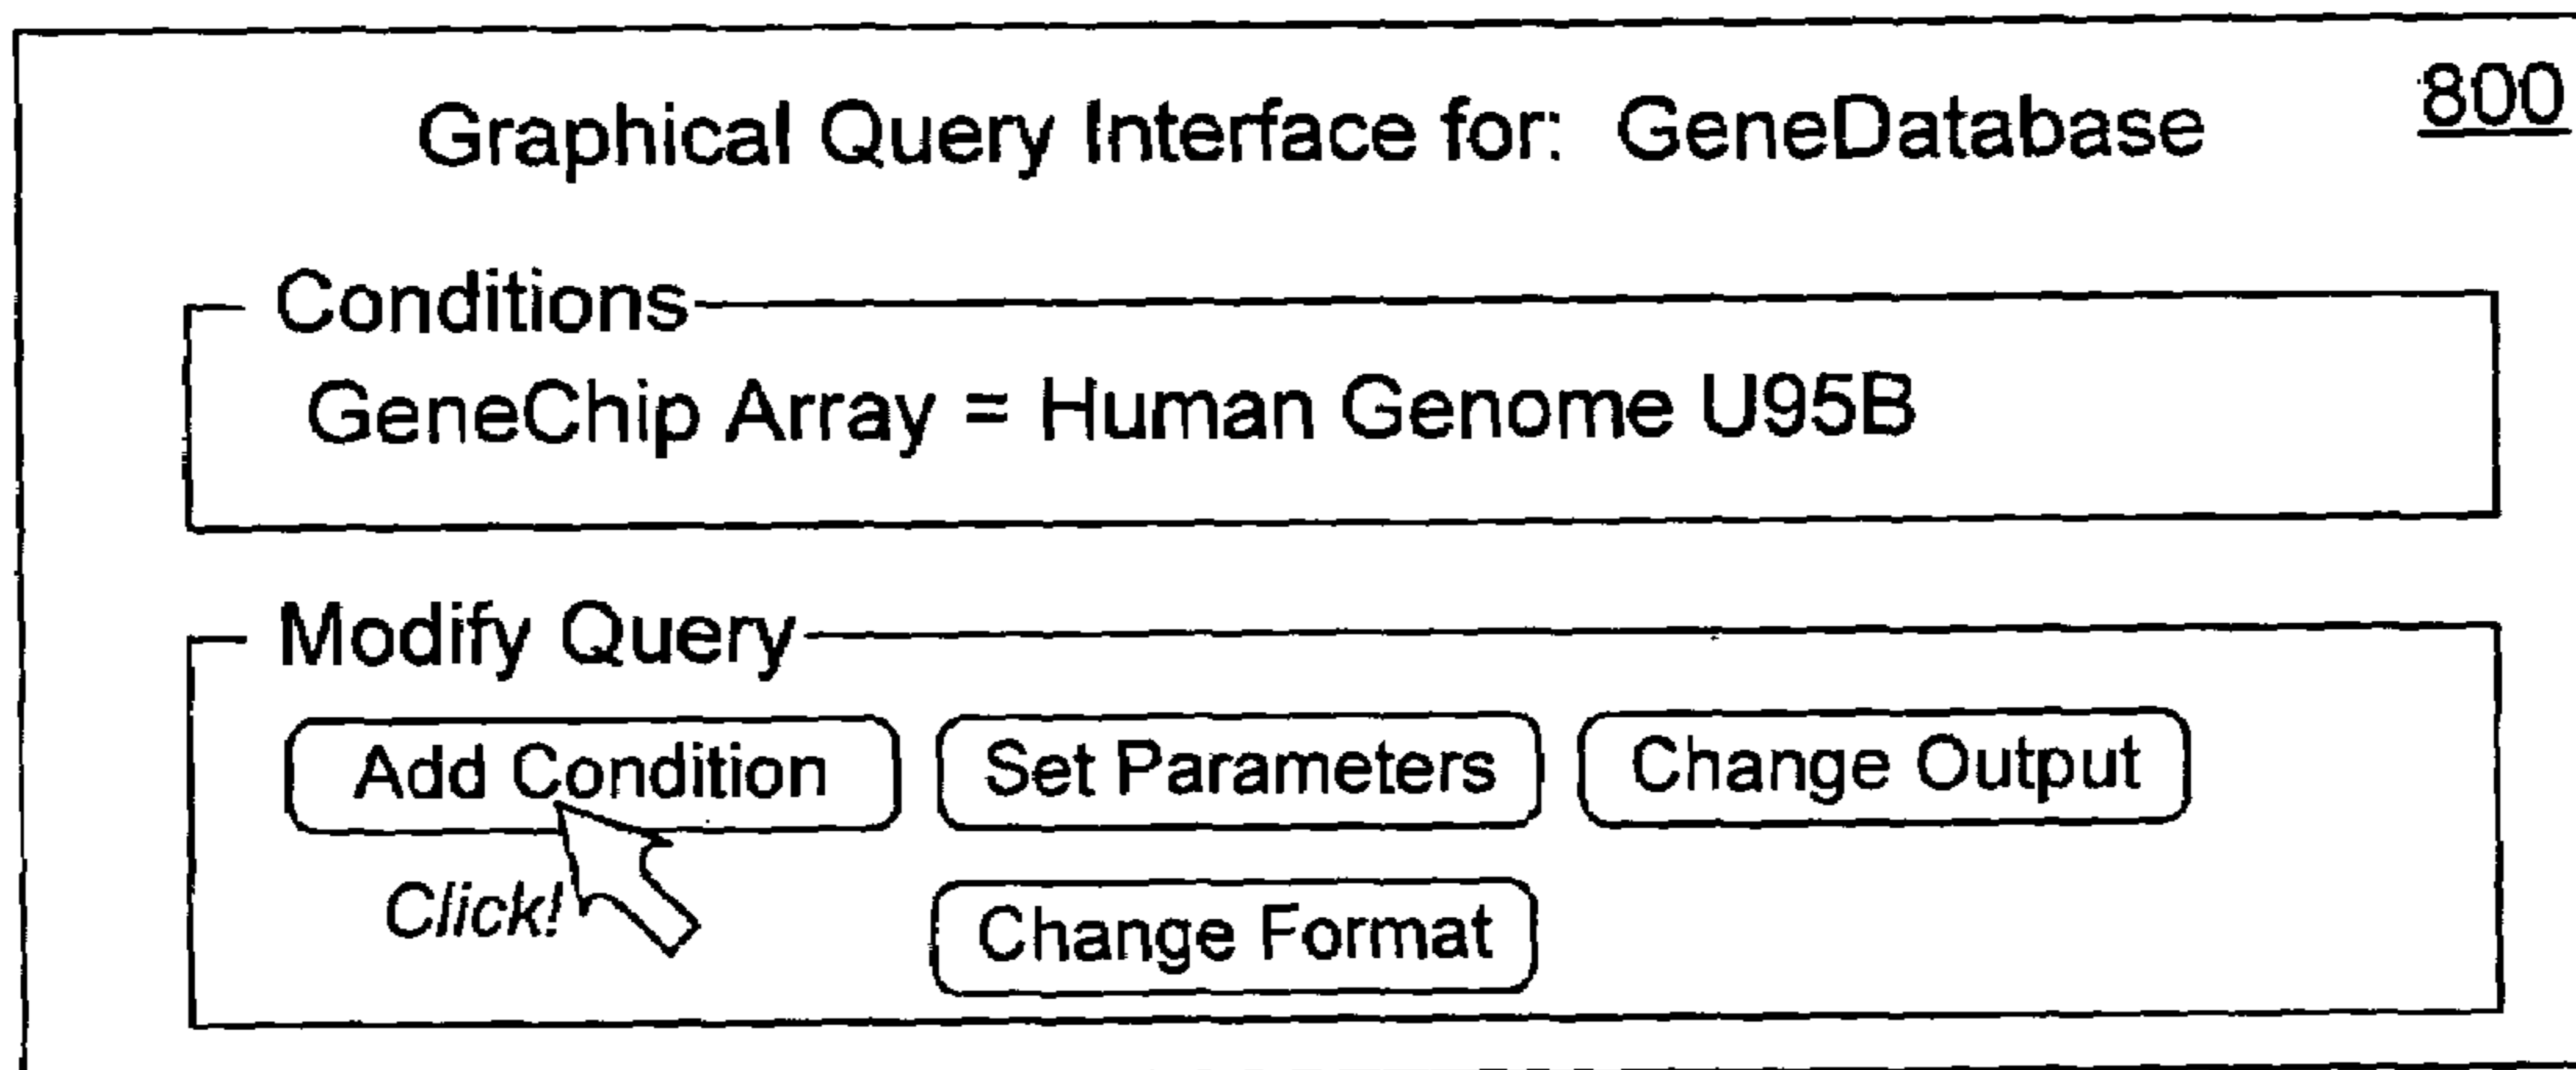 800
Graphical Query Interface for: GeneDatabase
Conditions
GeneChip Array = Human Genome U95B
Modify Query
Add Condition
Set Parameters
Change Output
Click!
Change Format